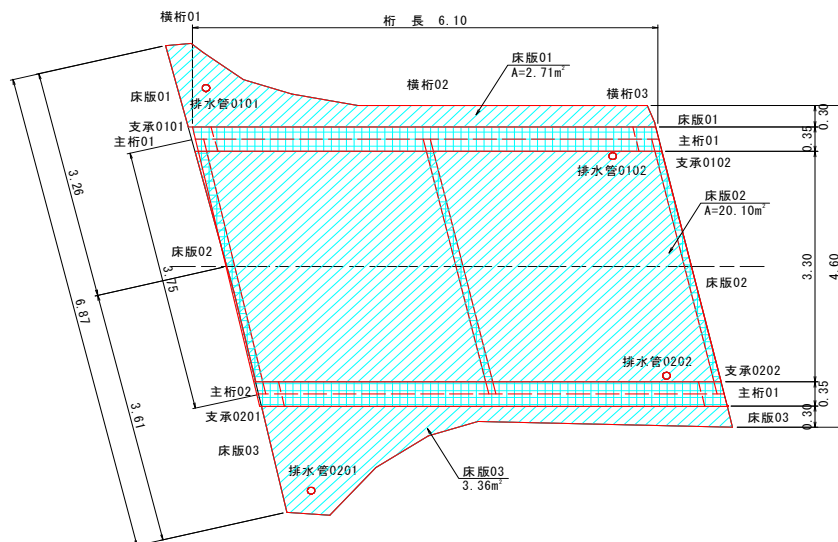 横桁01
桁 長 6.10
床版01
A=2.71㎡
横桁02
横桁03
床版01
排水管0101
支承0101
主桁01
床版01
0.30
0.35
主桁01
支承0102
排水管0102
床版02
A=20.10㎡
3.26
床版02
3.75
6.87
3.30
4.60
床版02
排水管0202
支承0202
主桁02
主桁01
0.35
支承0201
0.30
床版03
3.61
床版03
排水管0201
床版03
3.36㎡